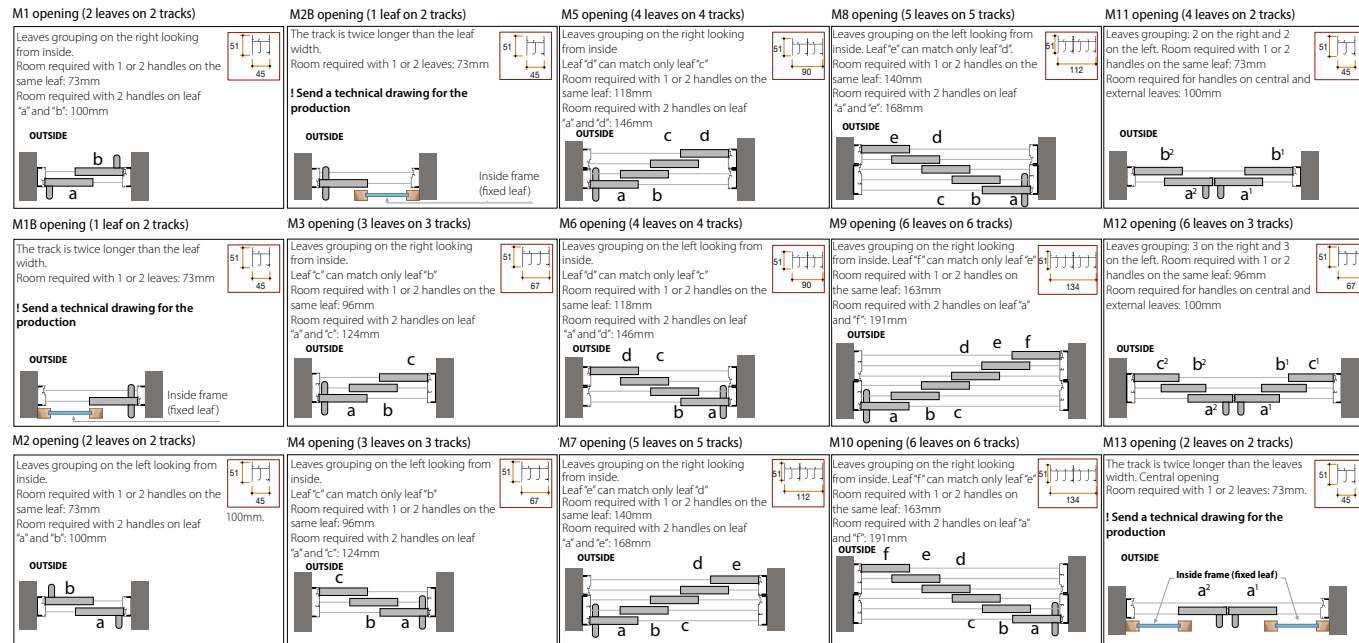 M1 opening (2 leaves on 2 tracks)
Leaves grouping on the right looking
from inside.
Room required with 1 or 2 handles on the
same leaf: 73mm
Room required with 2 handles on leaf
“a” and “b”: 100mm
51
45
OUTSIDE
b
a
M2B opening (1 leaf on 2 tracks)
The track is twice longer than the leaf
width.
Room required with 1 or 2 leaves: 73mm
! Send a technical drawing for the
production
51
45
OUTSIDE
Inside frame
(fixed leaf)
M5 opening (4 leaves on 4 tracks)
Leaves grouping on the right looking
from inside
Leaf “d” can match only leaf “c”
Room required with 1 or 2 handles on the
same leaf: 118mm
Room required with 2 handles on leaf
“a” and “d”: 146mm
51
90
OUTSIDE
c d
a b
M8 opening (5 leaves on 5 tracks)
Leaves grouping on the left looking from
inside. Leaf “e” can match only leaf “d”.
Room required with 1 or 2 handles on the
same leaf: 140mm
Room required with 2 handles on leaf
“a” and “e”: 168mm
51
112
OUTSIDE
e d
c b a
M11 opening (4 leaves on 2 tracks)
Leaves grouping: 2 on the right and 2
on the left. Room required with 1 or 2
handles on the same leaf: 73mm
Room required for handles on central and
external leaves: 100mm
51
45
OUTSIDE
b² b¹
a² a¹
M1B opening (1 leaf on 2 tracks)
The track is twice longer than the leaf
width.
Room required with 1 or 2 leaves: 73mm
! Send a technical drawing for the
production
51
45
OUTSIDE
Inside frame
(fixed leaf)
M3 opening (3 leaves on 3 tracks)
Leaves grouping on the right looking
from inside.
Leaf “c” can match only leaf “b”
Room required with 1 or 2 handles on the
same leaf: 96mm
Room required with 2 handles on leaf
“a” and “c”: 124mm
51
67
OUTSIDE
c
a b
M6 opening (4 leaves on 4 tracks)
Leaves grouping on the left looking from
inside.
Leaf “d” can match only leaf “c”
Room required with 1 or 2 handles on the
same leaf: 118mm
Room required with 2 handles on leaf
“a” and “d”: 146mm
51
90
OUTSIDE
d c
b a
M9 opening (6 leaves on 6 tracks)
Leaves grouping on the right looking
from inside. Leaf “f” can match only leaf “e”
Room required with 1 or 2 handles on
the same leaf: 163mm
Room required with 2 handles on leaf “a”
and “f”: 191mm
51
134
OUTSIDE
d e f
a b c
M12 opening (6 leaves on 3 tracks)
Leaves grouping: 3 on the right and 3
on the left. Room required with 1 or 2
handles on the same leaf: 96mm
Room required for handles on central and
external leaves: 100mm
51
67
OUTSIDE
c² b² b¹ c¹
a² a¹
M2 opening (2 leaves on 2 tracks)
Leaves grouping on the left looking from
inside.
Room required with 1 or 2 handles on the
same leaf: 73mm
Room required with 2 handles on leaf
“a” and “b”: 100mm
51
45
100mm.
OUTSIDE
b
a
M4 opening (3 leaves on 3 tracks)
Leaves grouping on the left looking from
inside.
Leaf “c” can match only leaf “b”
Room required with 1 or 2 handles on the
same leaf: 96mm
Room required with 2 handles on leaf
“a” and “c”: 124mm
51
67
OUTSIDE
c
b a
M7 opening (5 leaves on 5 tracks)
Leaves grouping on the right looking
from inside.
Leaf “e” can match only leaf “d”
Room required with 1 or 2 handles on the
same leaf: 140mm
Room required with 2 handles on leaf
“a” and “e”: 168mm
51
112
OUTSIDE
d e
a b c
M10 opening (6 leaves on 6 tracks)
Leaves grouping on the right looking
from inside. Leaf “f” can match only leaf “e”
Room required with 1 or 2 handles on
the same leaf: 163mm
Room required with 2 handles on leaf “a”
and “f”: 191mm
51
134
OUTSIDE
f e d
c b a
M13 opening (2 leaves on 2 tracks)
The track is twice longer than the leaves
width. Central opening
Room required with 1 or 2 leaves: 73mm.
! Send a technical drawing for the
production
51
45
OUTSIDE
Inside frame (fixed leaf)
a² a¹